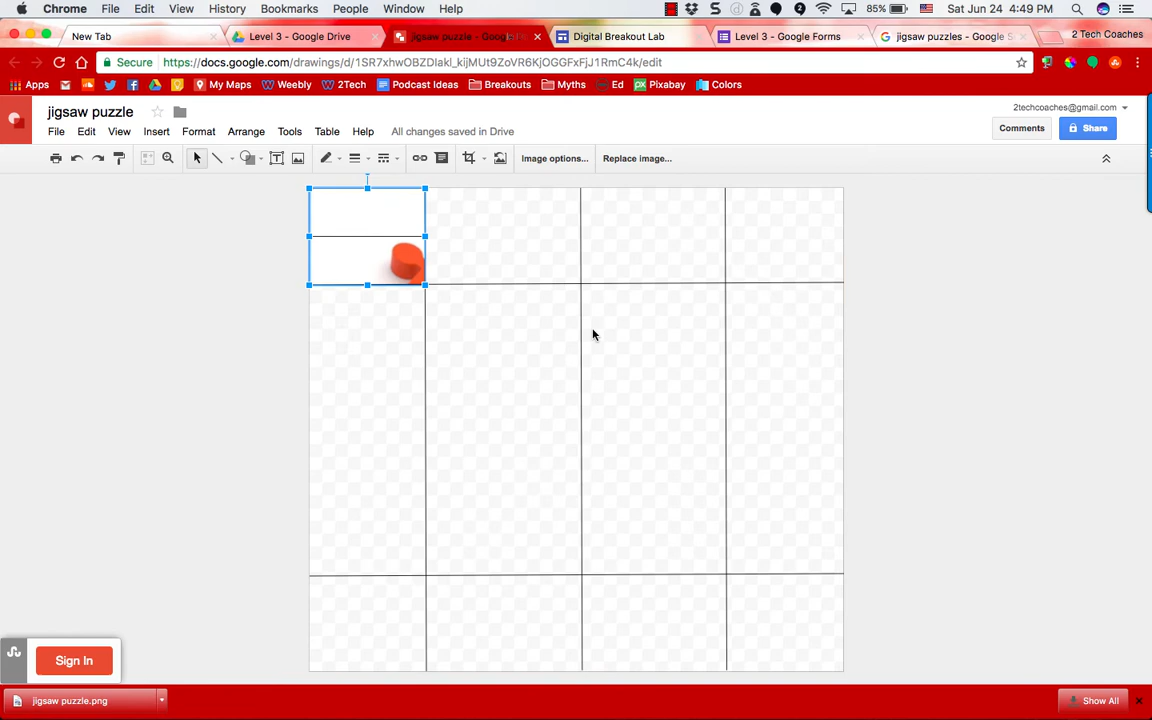 Chrome File Edit View History Bookmarks People Window Help 85% Sat Jun 24 4:49 PM
New Tab Level 3 - Google Drive jigsaw puzzle - Digital Breakout Lab Level 3 - Google Forms jigsaw puzzles - Google S 2 Tech Coaches
Secure https://docs.google.com/drawings/d/1SR7xhwOBZDIakl_kijMUt9ZoVR6KjOGGFxFjJ1RmC4k/edit
Apps My Maps Weebly 2Tech Podcast Ideas Breakouts Myths Ed Pixabay Colors
jigsaw puzzle 2techcoaches@gmail.com
File Edit View Insert Format Arrange Tools Table Help All changes saved in Drive Comments Share
Image options... Replace image...
Sign In
jigsaw puzzle.png Show All